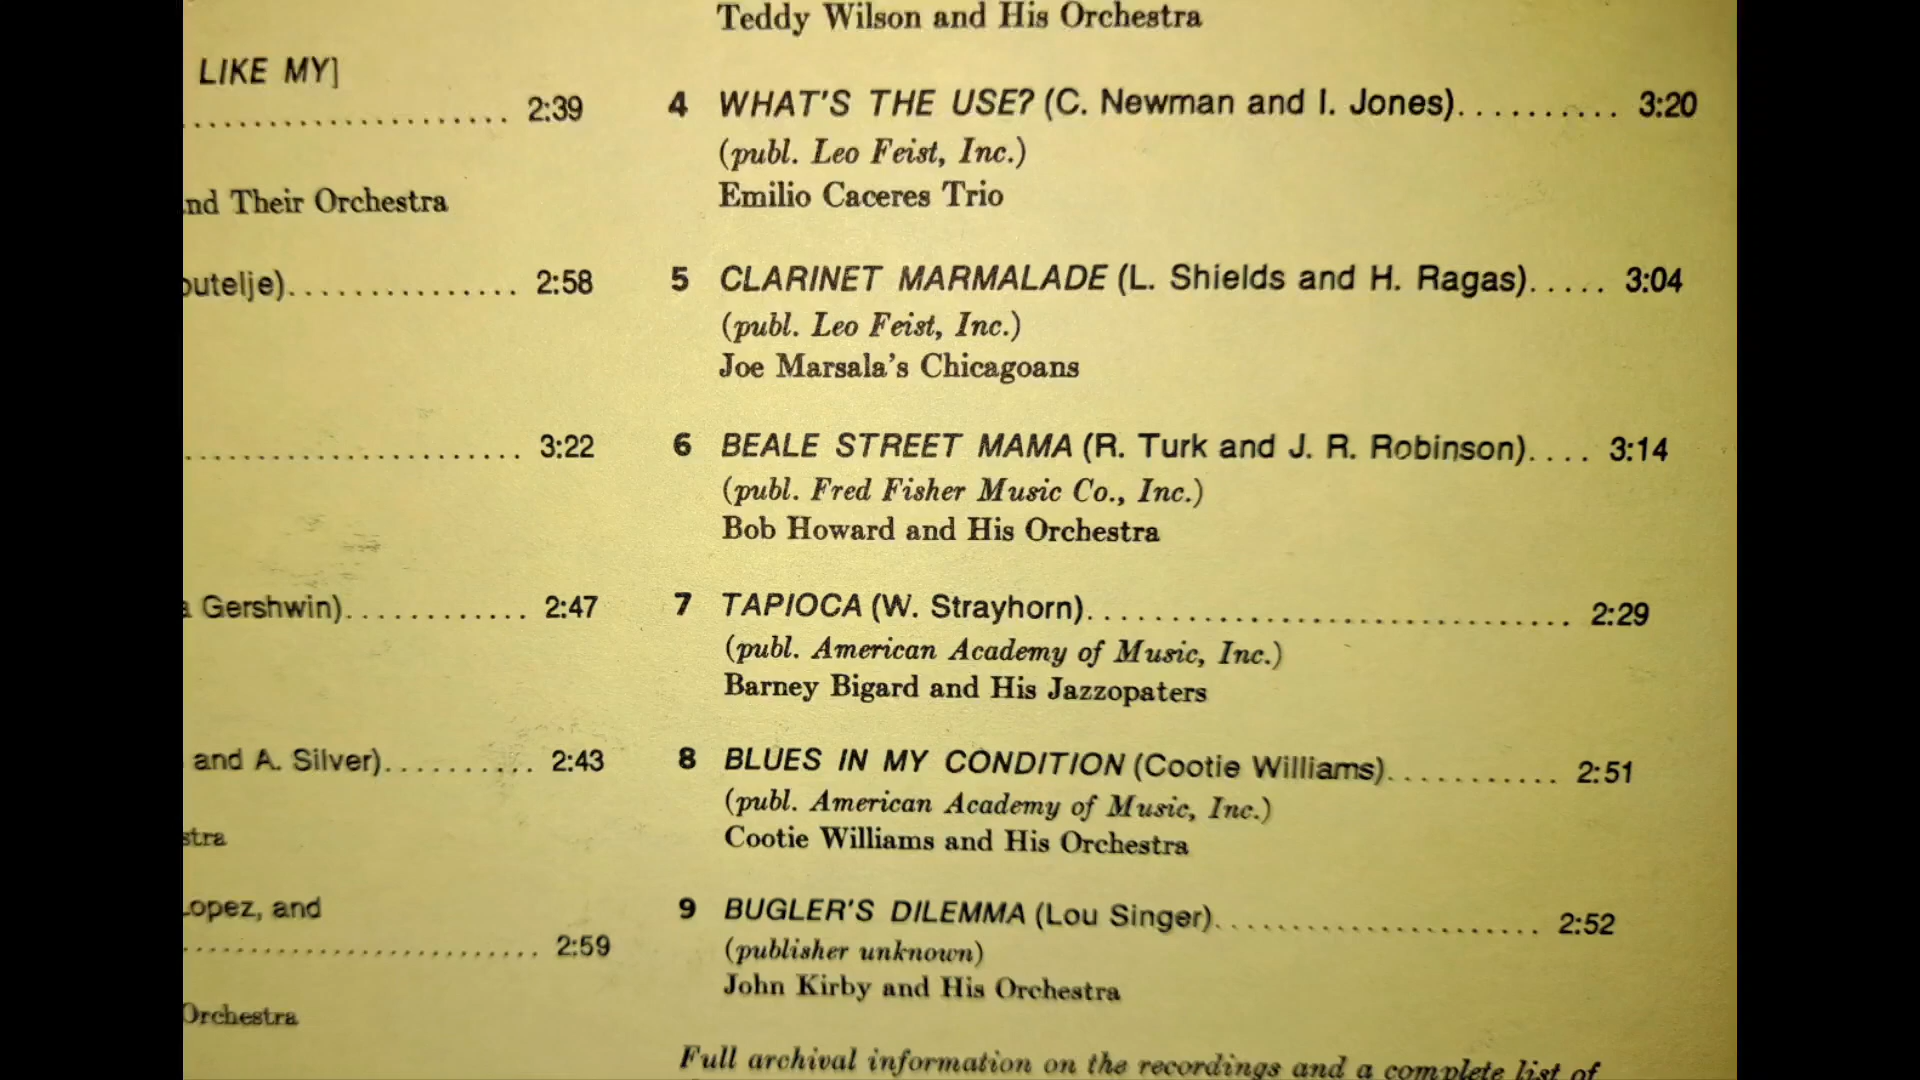 LIKE MY]
...................... 2:39
nd Their Orchestra
outelje)................ 2:58
....................... 3:22
Gershwin)............. 2:47
and A. Silver)........... 2:43
stra
Lopez, and
......................... 2:59
Orchestra
Teddy Wilson and His Orchestra
4 WHAT'S THE USE? (C. Newman and I. Jones).......... 3:20
(publ. Leo Feist, Inc.)
Emilio Caceres Trio
5 CLARINET MARMALADE (L. Shields and H. Ragas)..... 3:04
(publ. Leo Feist, Inc.)
Joe Marsala's Chicagoans
6 BEALE STREET MAMA (R. Turk and J. R. Robinson).... 3:14
(publ. Fred Fisher Music Co., Inc.)
Bob Howard and His Orchestra
7 TAPIOCA (W. Strayhorn).............................. 2:29
(publ. American Academy of Music, Inc.)
Barney Bigard and His Jazzopaters
8 BLUES IN MY CONDITION (Cootie Williams)........... 2:51
(publ. American Academy of Music, Inc.)
Cootie Williams and His Orchestra
9 BUGLER'S DILEMMA (Lou Singer)..................... 2:52
(publisher unknown)
John Kirby and His Orchestra
Full archival information on the recordings and a complete list of